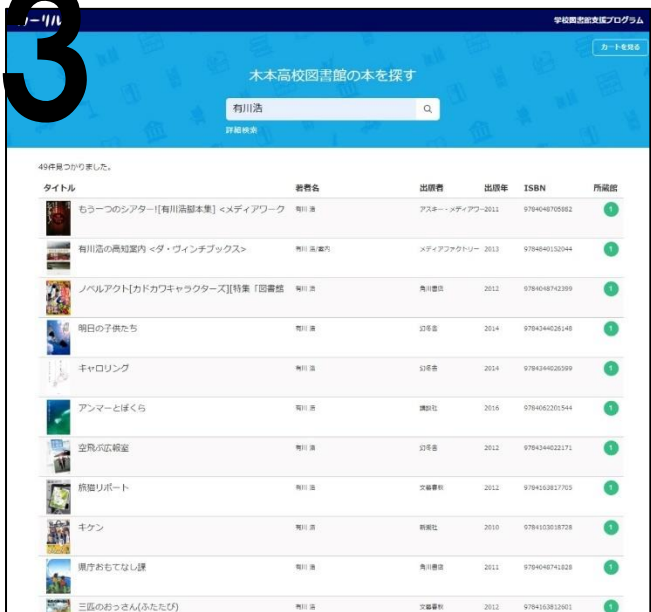 3
カーリル
学校図書館支援プログラム
カートを見る
木本高校図書館の本を探す
有川浩
詳細検索
49件見つかりました。
タイトル 著者名 出版者 出版年 ISBN 所蔵館
もう一つのシアター![有川浩脚本集] <メディアワーク 有川 浩 アスキー・メディアワ- 2011 9784048705882 1
有川浩の高知案内 <ダ・ヴィンチブックス> 有川 浩/案内 メディアファクトリー 2013 9784840152044 1
ノベルアクト[カドカワキャラクターズ][特集「図書館 有川 浩 角川書店 2012 9784048742399 1
明日の子供たち 有川 浩 幻冬舎 2014 9784344026148 1
キャロリング 有川 浩 幻冬舎 2014 9784344026599 1
アンマーとぼくら 有川 浩 講談社 2016 9784062201544 1
空飛ぶ広報室 有川 浩 幻冬舎 2012 9784344022171 1
旅猫リポート 有川 浩 文藝春秋 2012 9784163817705 1
キケン 有川 浩 新潮社 2010 9784103018728 1
県庁おもてなし課 有川 浩 角川書店 2011 9784048741828 1
三匹のおっさん(ふたたび) 有川 浩 文藝春秋 2012 9784163812601 1